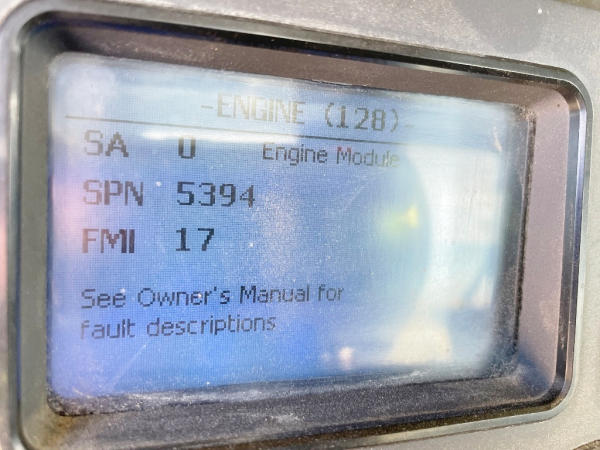 -ENGINE (128)-
SA 0 Engine Module
SPN 5394
FMI 17
See Owner's Manual for
fault descriptions